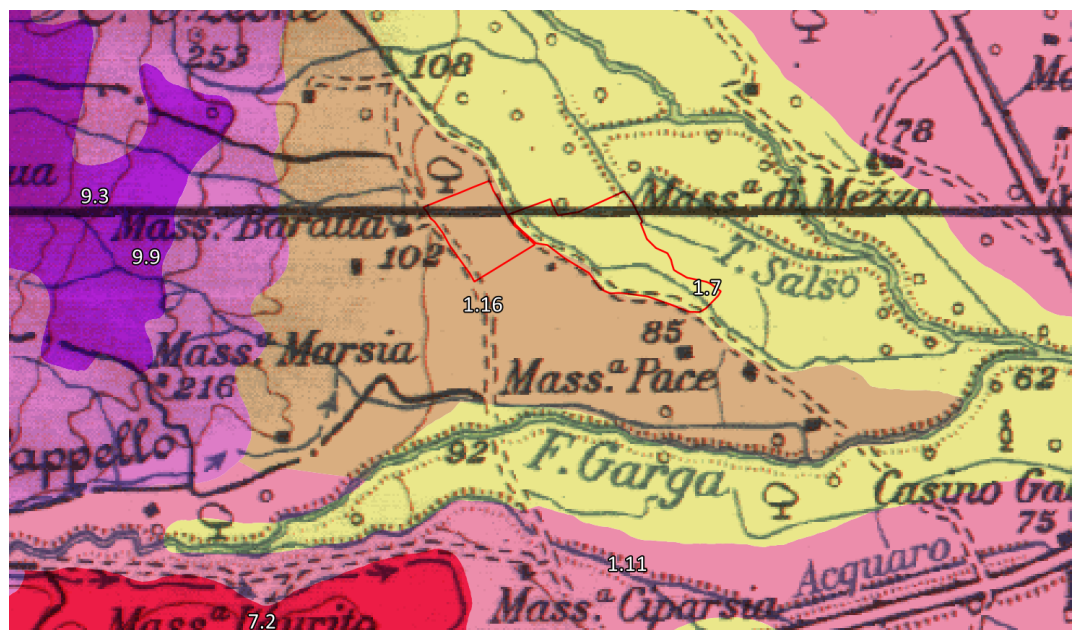 253
108
78
9.3
Mass.ª di Mezzo
Mass.ª Baratta
9.9
102
T. Salso
1.7
1.16
85
Mass.ª Marsia
216
Mass.ª Pace
62
appello
92
F. Garga
Casino Ga
75
1.11
Acquaro
Mass.ª Ciparsia
7.2